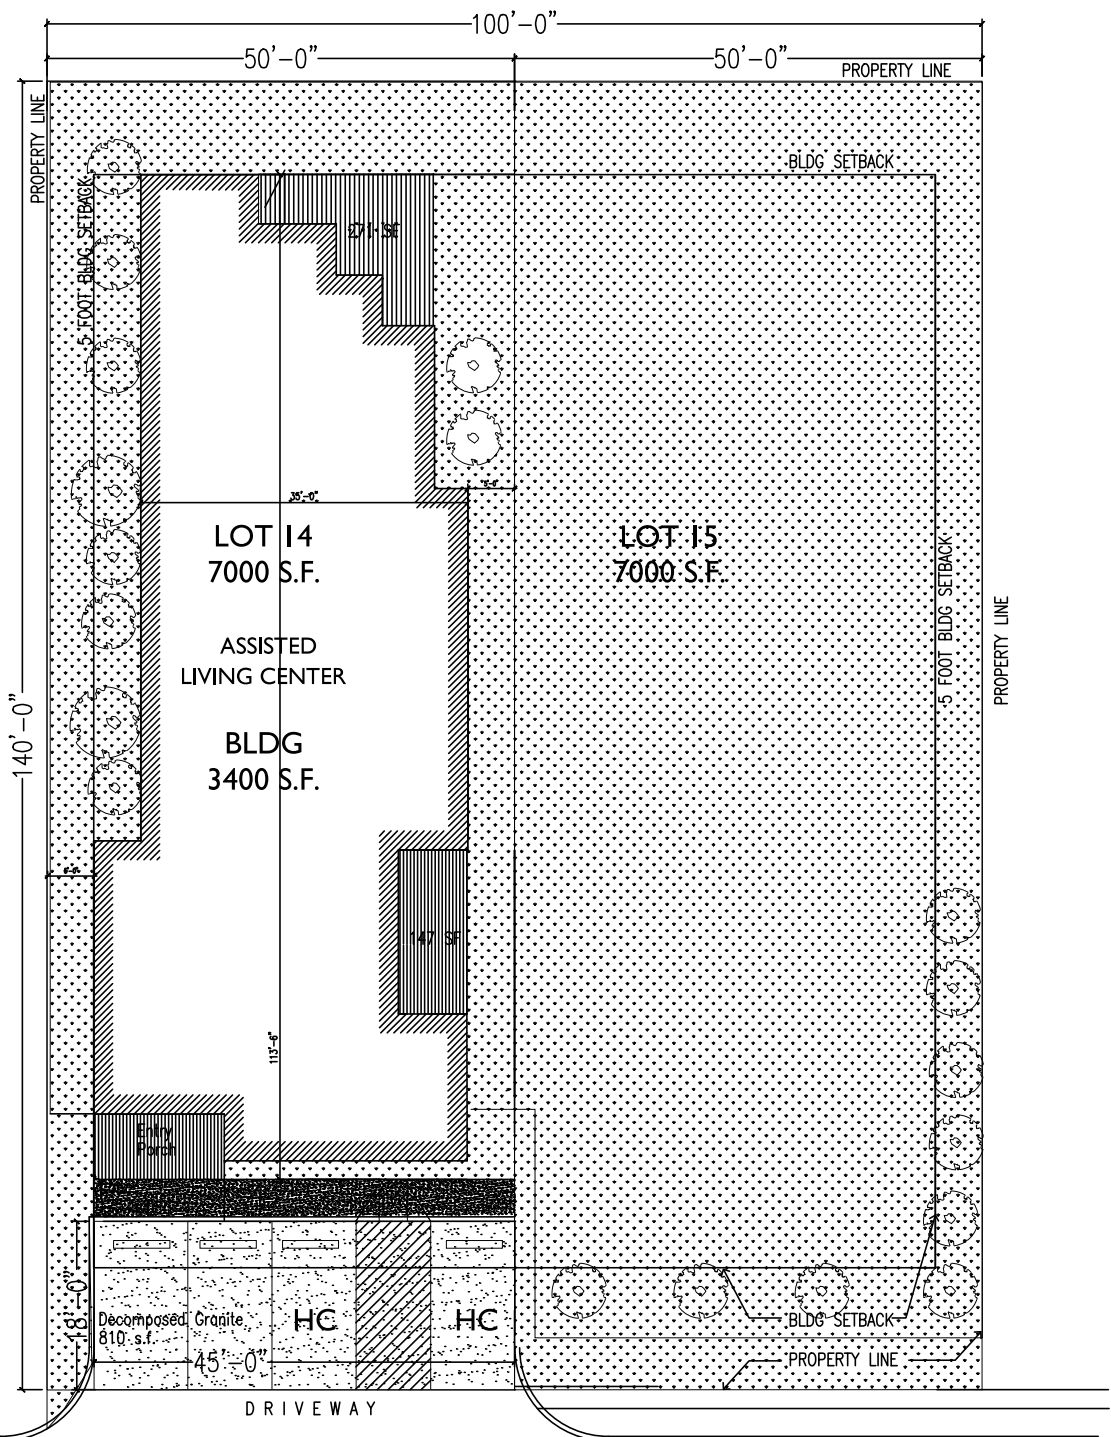 100'-0"
50'-0"
50'-0"
PROPERTY LINE
PROPERTY LINE
BLDG SETBACK
5 FOOT BLDG SETBACK
271 SF
5'-0"
35'-0"
LOT 14
7000 S.F.
LOT 15
7000 S.F.
5 FOOT BLDG SETBACK
PROPERTY LINE
ASSISTED
LIVING CENTER
140'-0"
BLDG
3400 S.F.
147 SF
113'-6"
Entry
Porch
18'-0"
Decomposed Granite
810 s.f.
HC
HC
45'-0"
BLDG SETBACK
PROPERTY LINE
DRIVEWAY